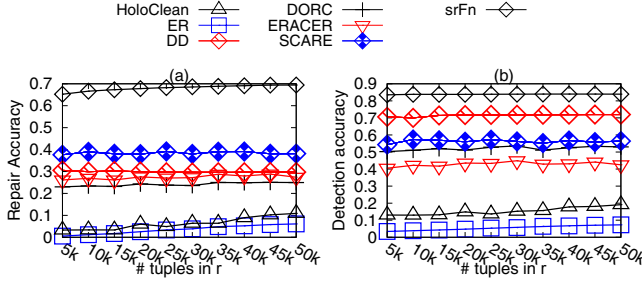 HoloClean DORC srFn
ER ERACER
DD SCARE
(a) (b)
0.7
0.6
0.5
0.4
0.3
0.2
0.1
0
Repair Accuracy
5k 10k 15k 20k 25k 30k 35k 40k 45k 50k
# tuples in r
0.9
0.8
0.7
0.6
0.5
0.4
0.3
0.2
0.1
0
Detection accuracy
5k 10k 15k 20k 25k 30k 35k 40k 45k 50k
# tuples in r